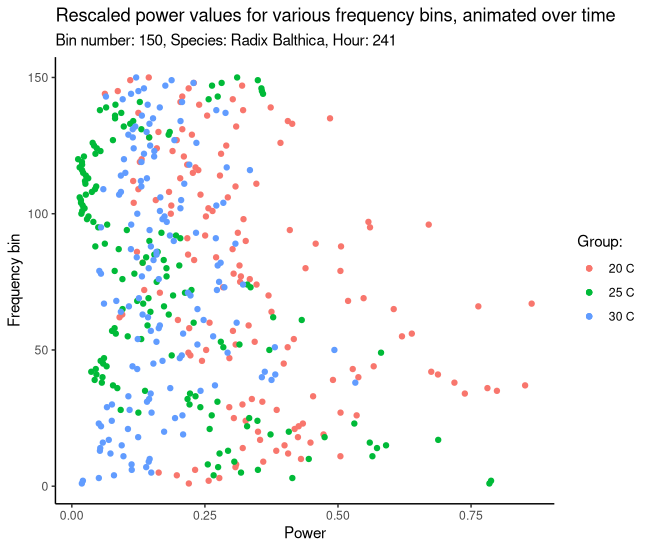 Rescaled power values for various frequency bins, animated over time
Bin number: 150, Species: Radix Balthica, Hour: 241
150
100
50
0
Frequency bin
0.00 0.25 0.50 0.75
Power
Group:
20 C
25 C
30 C